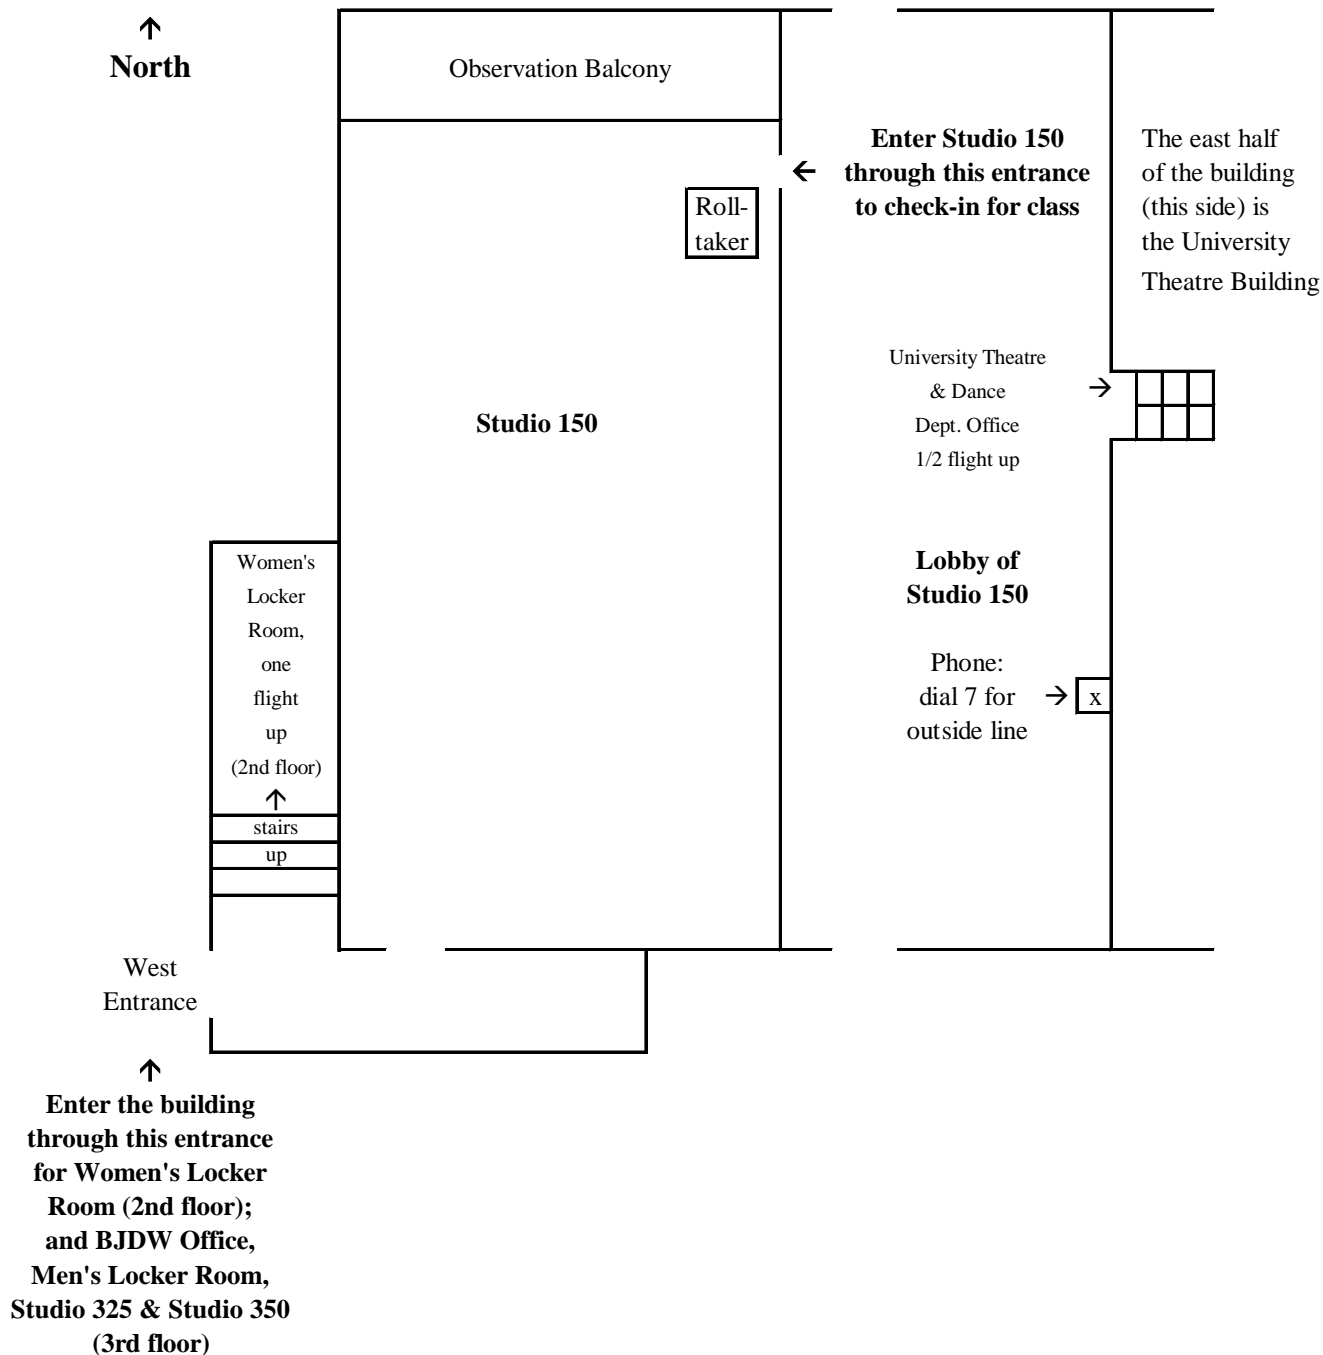 North
Observation Balcony
Enter Studio 150
through this entrance
to check-in for class
The east half
of the building
(this side) is
the University
Theatre Building
Roll-
taker
University Theatre
& Dance
Dept. Office
1/2 flight up
Studio 150
Women's
Locker
Room,
one
flight
up
(2nd floor)
stairs
up
Lobby of
Studio 150
Phone:
dial 7 for
outside line
x
West
Entrance
Enter the building
through this entrance
for Women's Locker
Room (2nd floor);
and BJDW Office,
Men's Locker Room,
Studio 325 & Studio 350
(3rd floor)